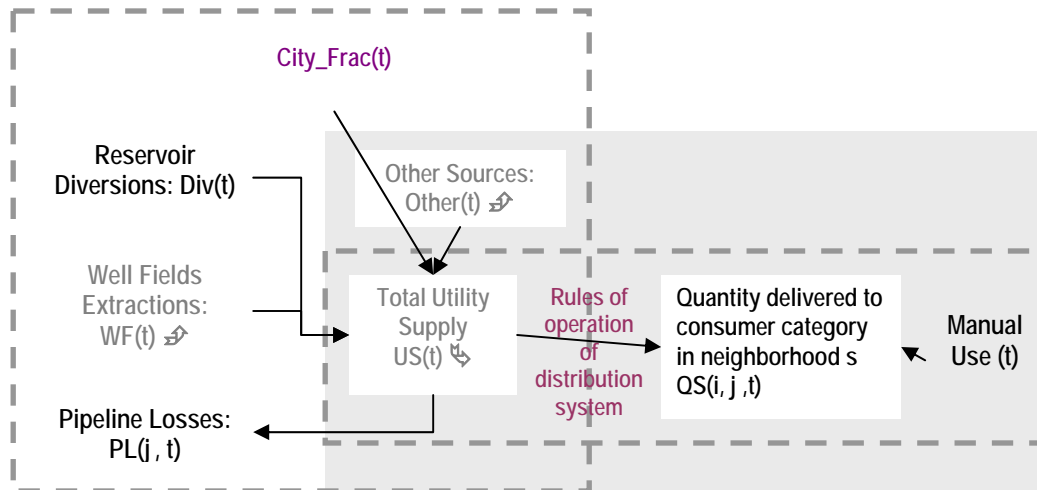 City_Frac(t)
Reservoir
Diversions: Div(t)
Other Sources:
Other(t)
Well Fields
Extractions:
WF(t)
Total Utility
Supply
US(t)
Rules of
operation
of
distribution
system
Quantity delivered to
consumer category
in neighborhood s
QS(i, j ,t)
Manual
Use (t)
Pipeline Losses:
PL(j , t)